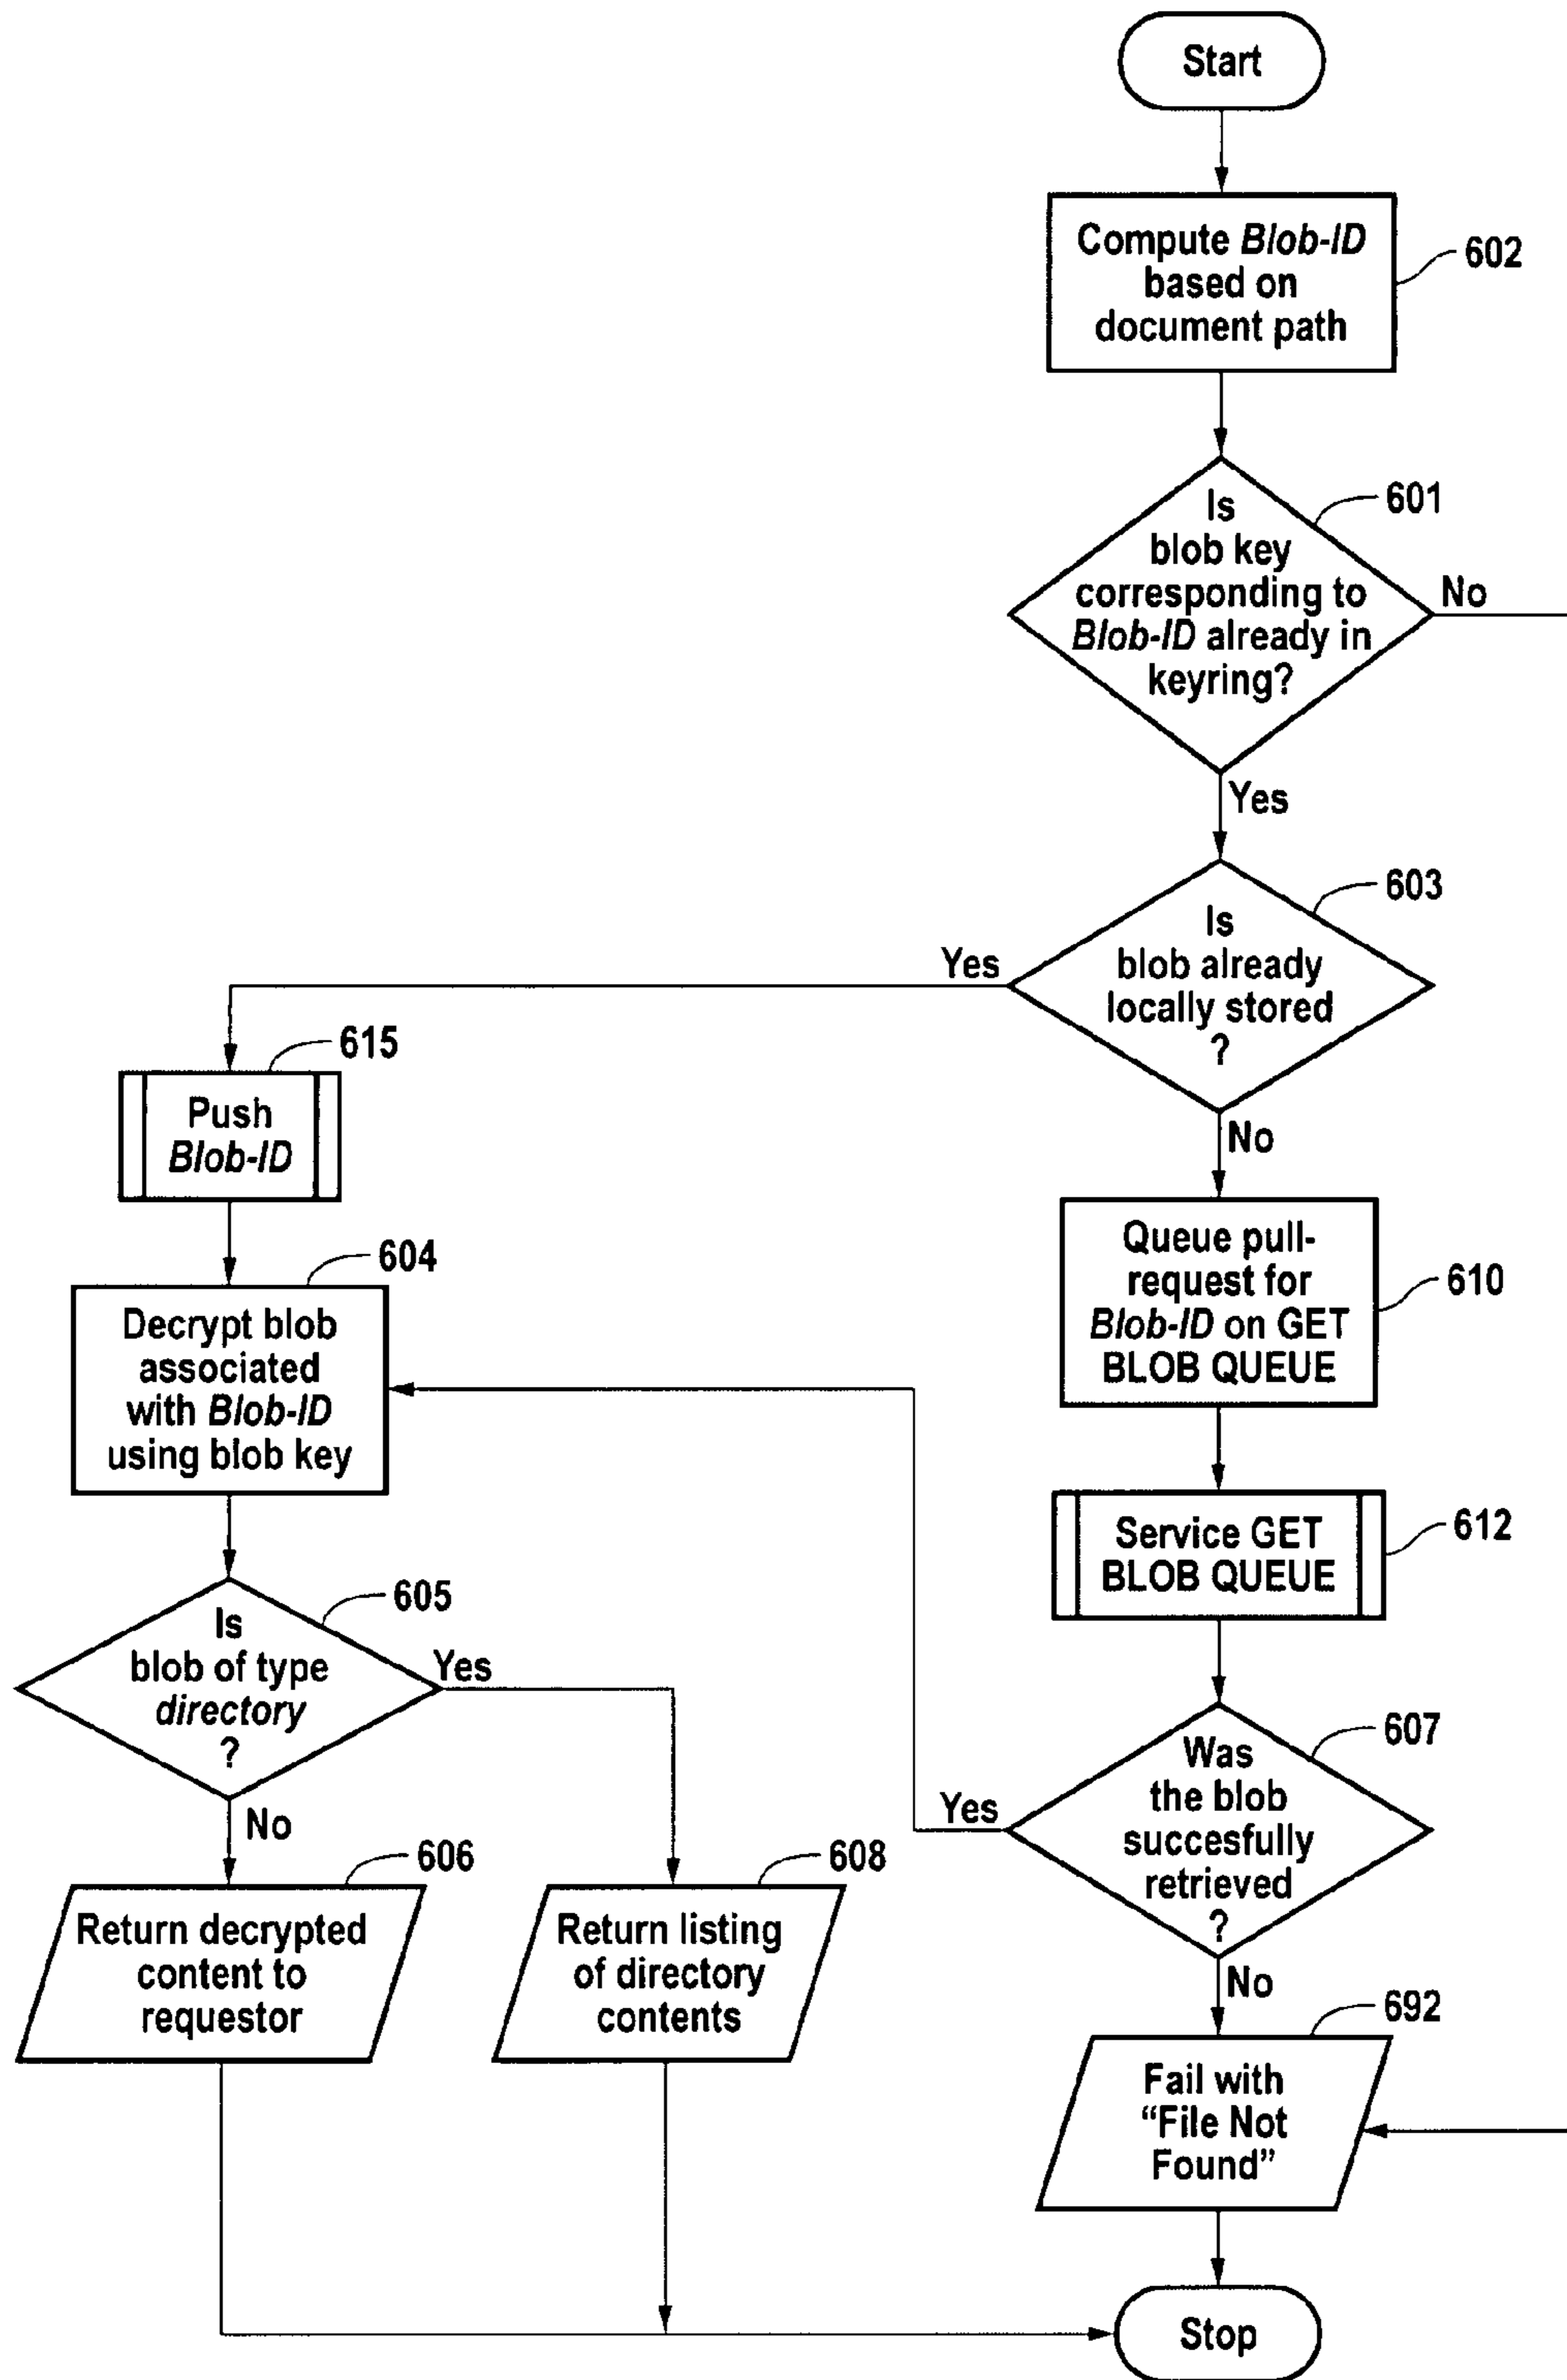 Start
Compute Blob-ID
based on
document path
602
601
Is
blob key
corresponding to
Blob-ID already in
keyring?
No
Yes
603
Is
blob already
locally stored
?
Yes
No
615
Push
Blob-ID
604
Decrypt blob
associated
with Blob-ID
using blob key
Queue pull-
request for
Blob-ID on GET
BLOB QUEUE
610
Service GET
BLOB QUEUE
612
605
Is
blob of type
directory
?
Yes
No
607
Was
the blob
succesfully
retrieved
?
Yes
No
606
Return decrypted
content to
requestor
608
Return listing
of directory
contents
692
Fail with
“File Not
Found”
Stop